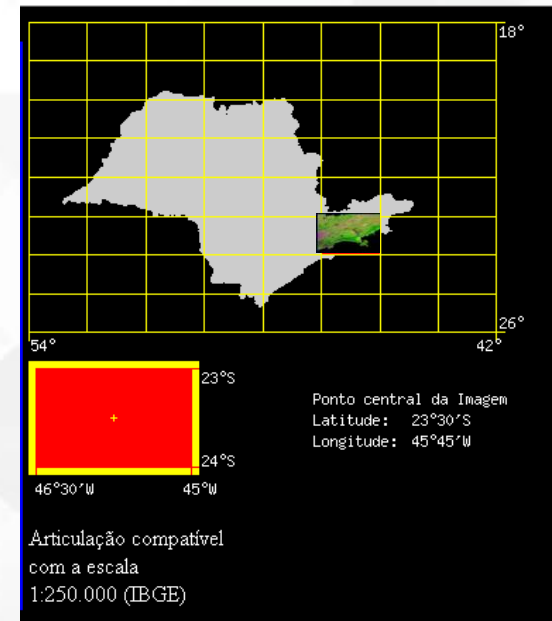 18°
26°
54°
42°
23°S
Ponto central da Imagem
Latitude: 23°30'S
Longitude: 45°45'W
24°S
46°30'W
45°W
Articulação compatível
com a escala
1:250.000 (IBGE)